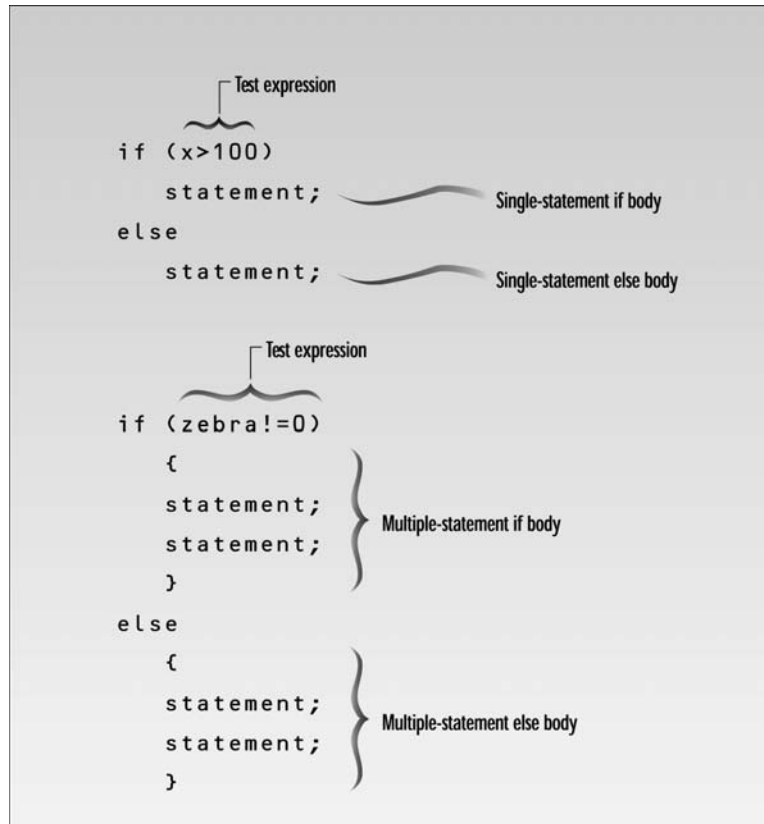 Test expression
if (x>100)
statement; Single-statement if body
else
statement; Single-statement else body
Test expression
if (zebra!=0)
{
statement;
statement;
}
Multiple-statement if body
else
{
statement;
statement;
}
Multiple-statement else body